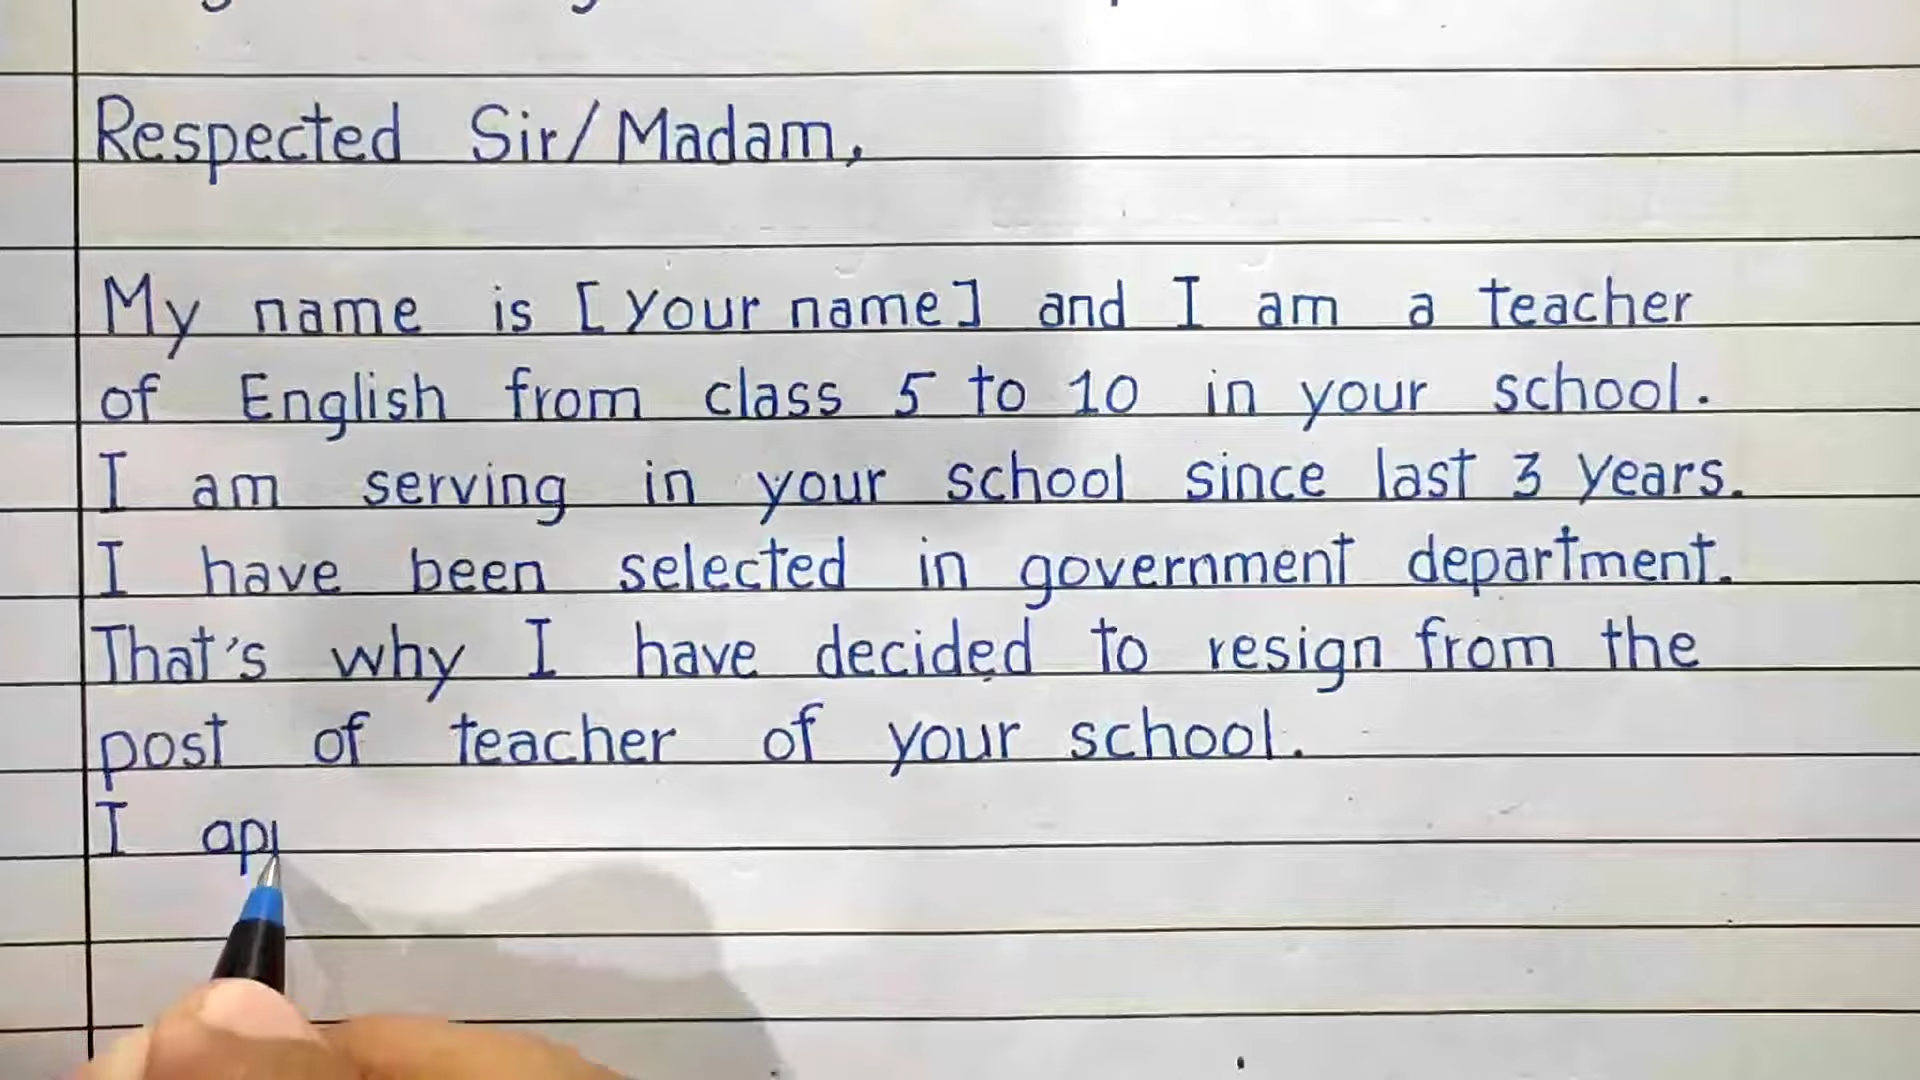 Respected Sir/Madam,
My name is [your name] and I am a teacher
of English from class 5 to 10 in your school.
I am serving in your school since last 3 years.
I have been selected in government department.
That's why I have decided to resign from the
post of teacher of your school.
I